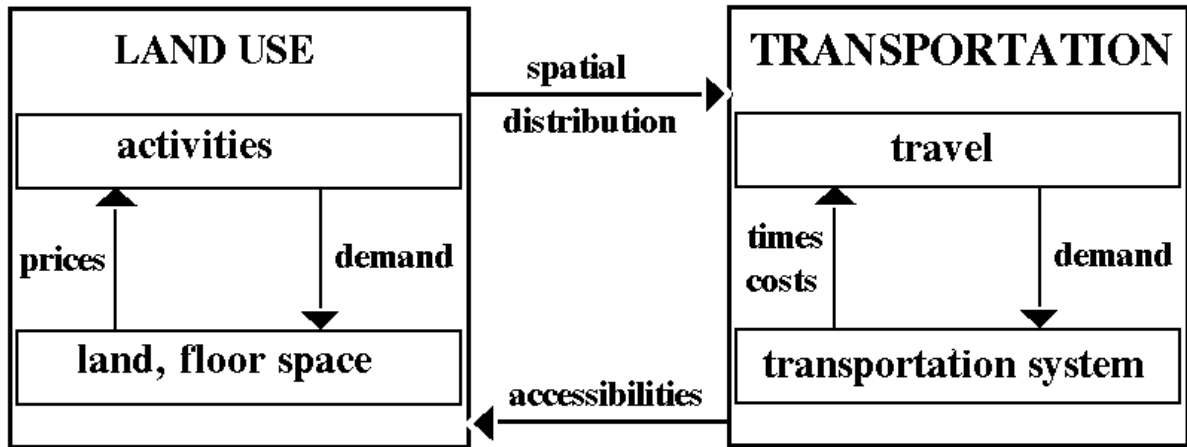 LAND USE
activities
prices
demand
land, floor space
spatial
distribution
accessibilities
TRANSPORTATION
travel
times
costs
demand
transportation system